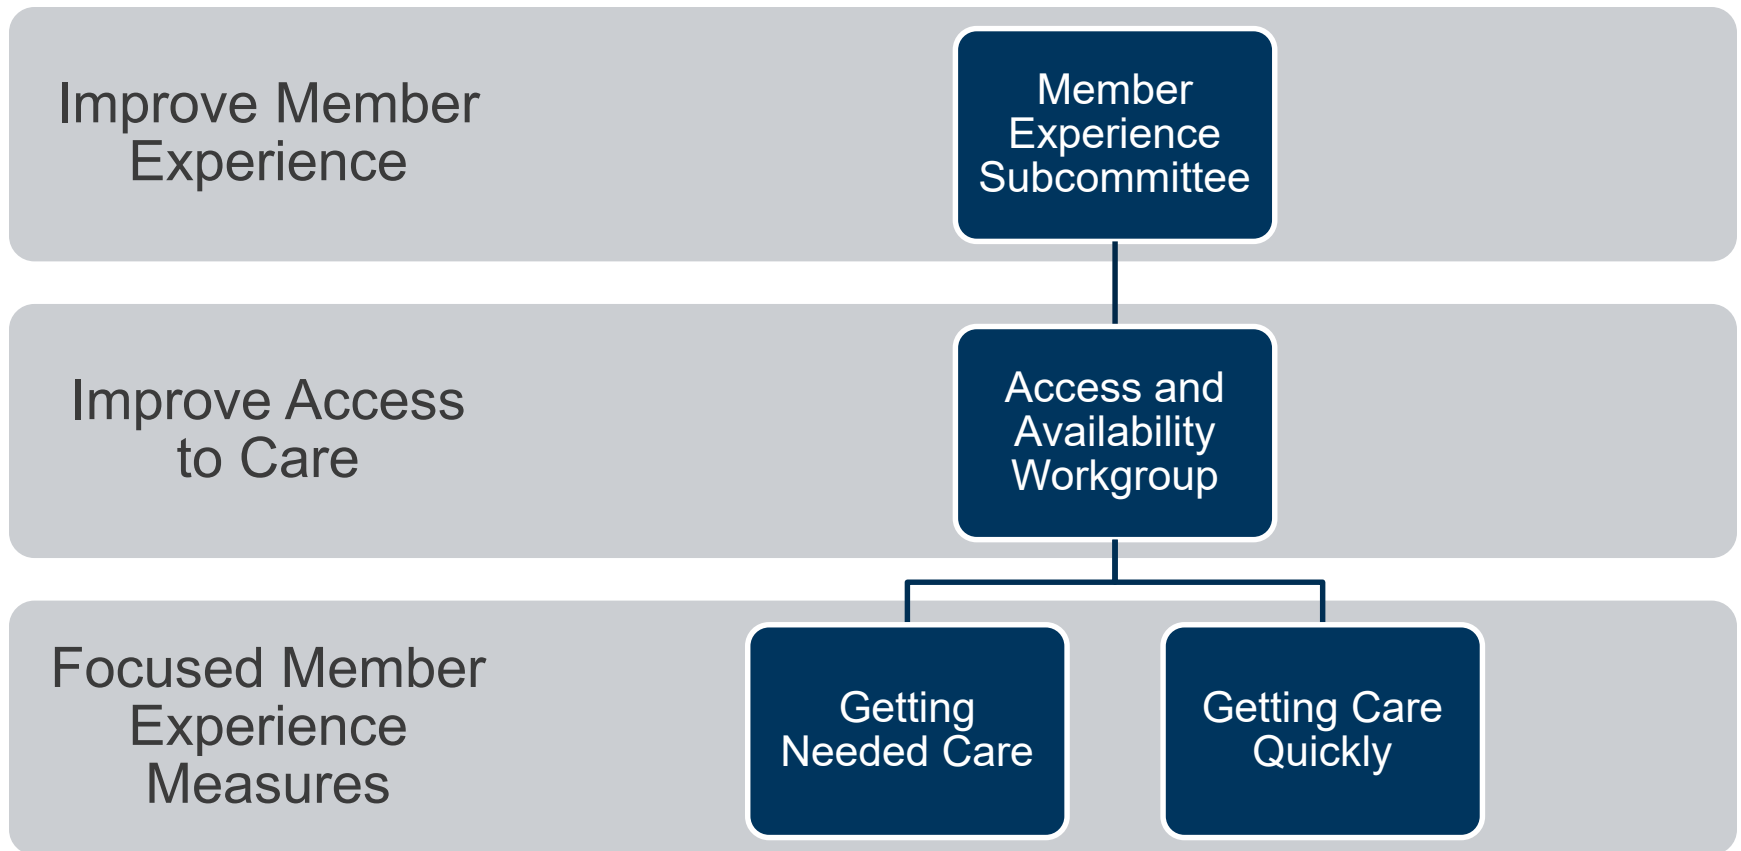 Improve Member
Experience
Member
Experience
Subcommittee
Improve Access
to Care
Access and
Availability
Workgroup
Focused Member
Experience
Measures
Getting
Needed Care
Getting Care
Quickly